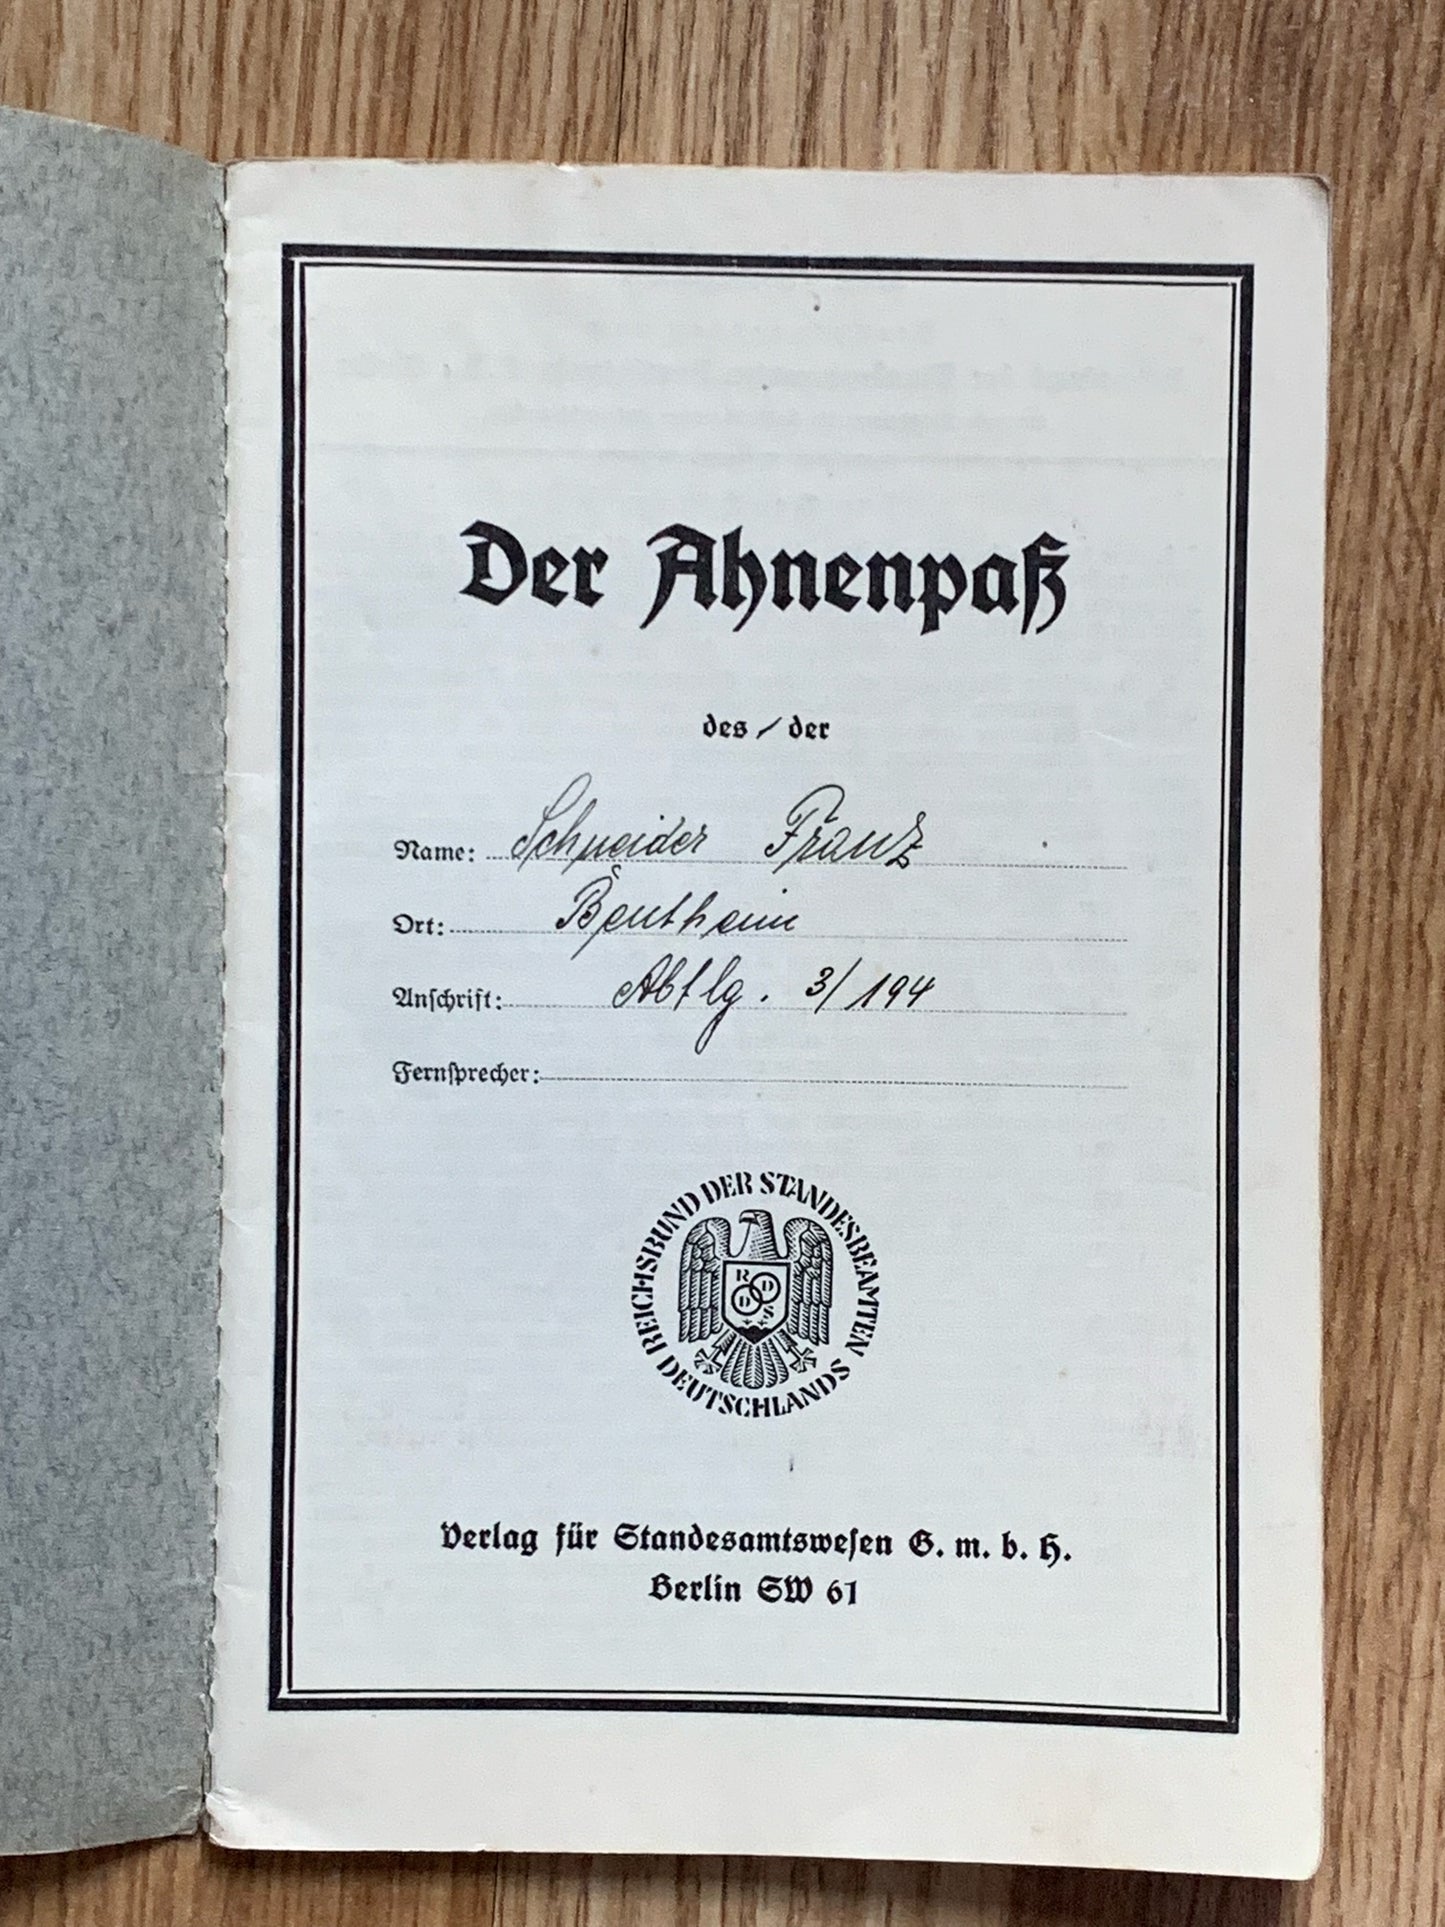 Der Ahnenpaß
des / der
Name: Schneider Franz
Ort: Bentheim
Anschrift: Abtlg. 3/194
Fernsprecher:
REICHSBUND DER STANDESBEAMTEN DEUTSCHLANDS
R D
D S
Verlag für Standesamtswesen G. m. b. H.
Berlin SW 61